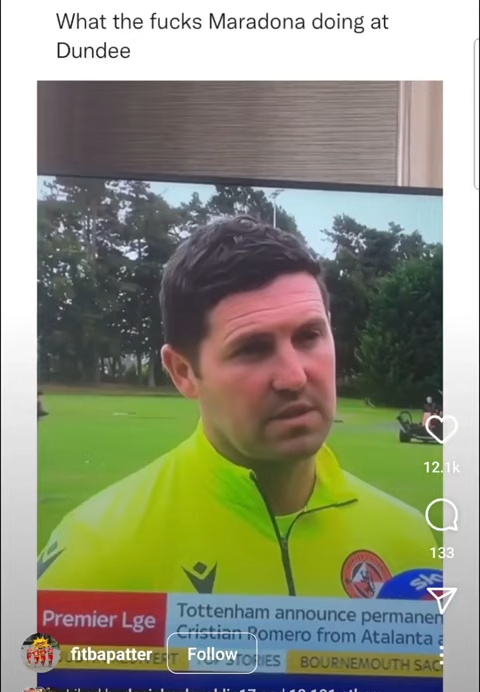 What the fucks Maradona doing at
Dundee
12.1k
133
sky
Premier Lge
Tottenham announce permanen
Cristian Romero from Atalanta a
fitbapatter
Follow
TOP STORIES
BOURNEMOUTH SAC